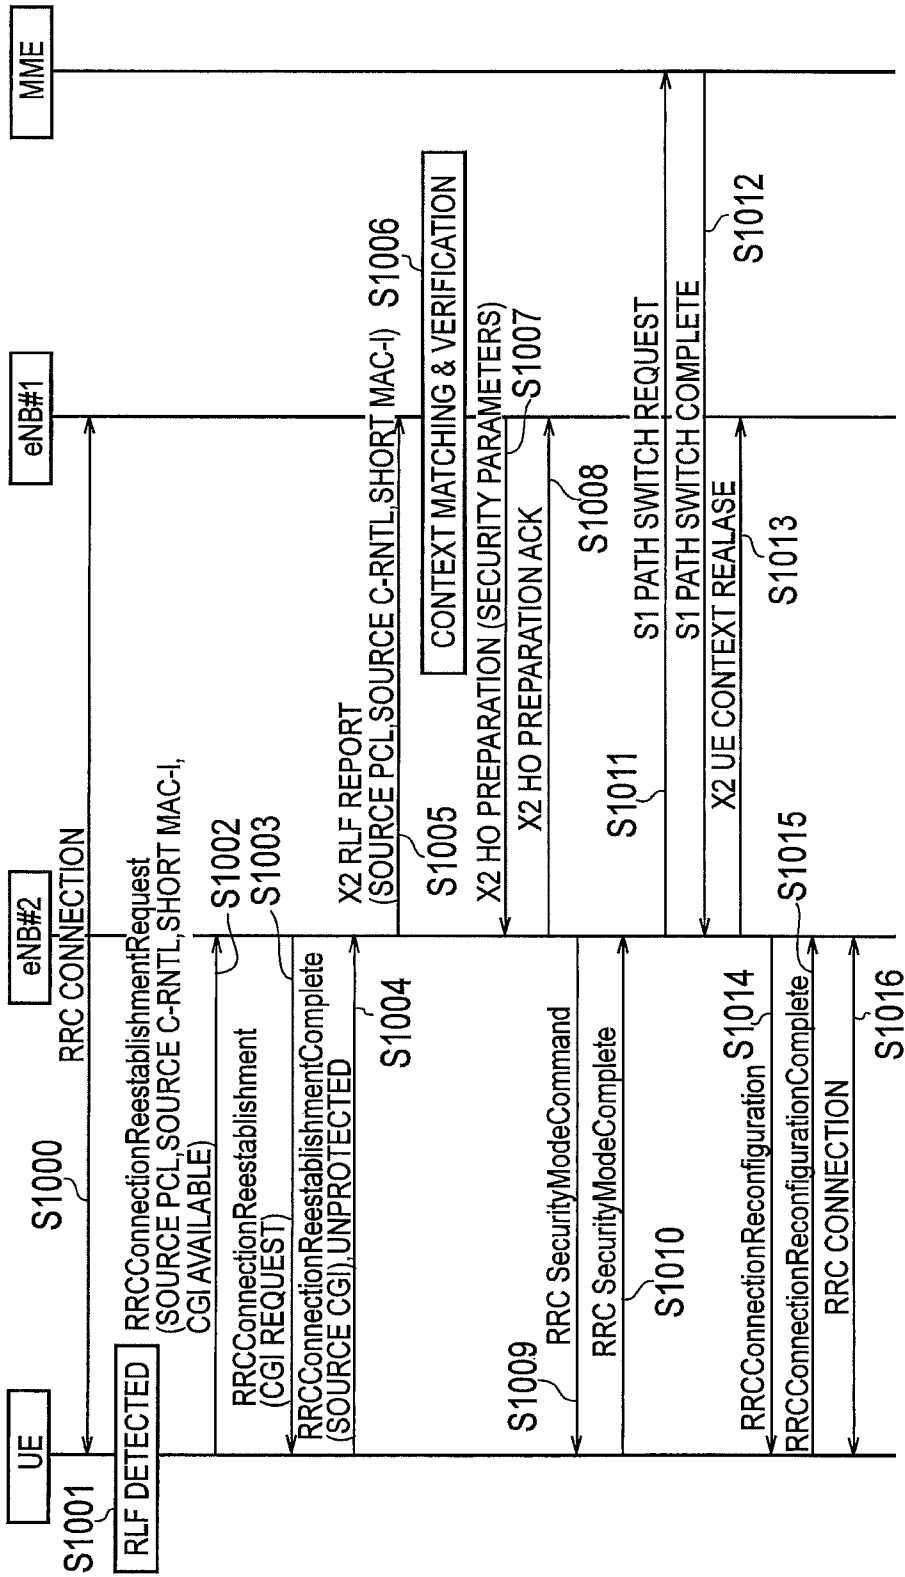 UE
eNB#2
eNB#1
MME
S1000
RRC CONNECTION
S1001
RLF DETECTED
RRCConnectionReestablishmentRequest
(SOURCE PCL,SOURCE C-RNTL,SHORT MAC-I,
CGI AVAILABLE)
S1002
RRCConnectionReestablishment
(CGI REQUEST)
S1003
RRCConnectionReestablishmentComplete
(SOURCE CGI),UNPROTECTED
S1004
X2 RLF REPORT
(SOURCE PCL,SOURCE C-RNTL,SHORT MAC-I)
S1005
S1006
CONTEXT MATCHING & VERIFICATION
X2 HO PREPARATION (SECURITY PARAMETERS)
S1007
X2 HO PREPARATION ACK
S1008
S1009
RRC SecurityModeCommand
RRC SecurityModeComplete
S1010
S1011
S1 PATH SWITCH REQUEST
S1 PATH SWITCH COMPLETE
S1012
X2 UE CONTEXT REALASE
S1013
RRCConnectionReconfiguration
S1014
RRCConnectionReconfigurationComplete
S1015
RRC CONNECTION
S1016